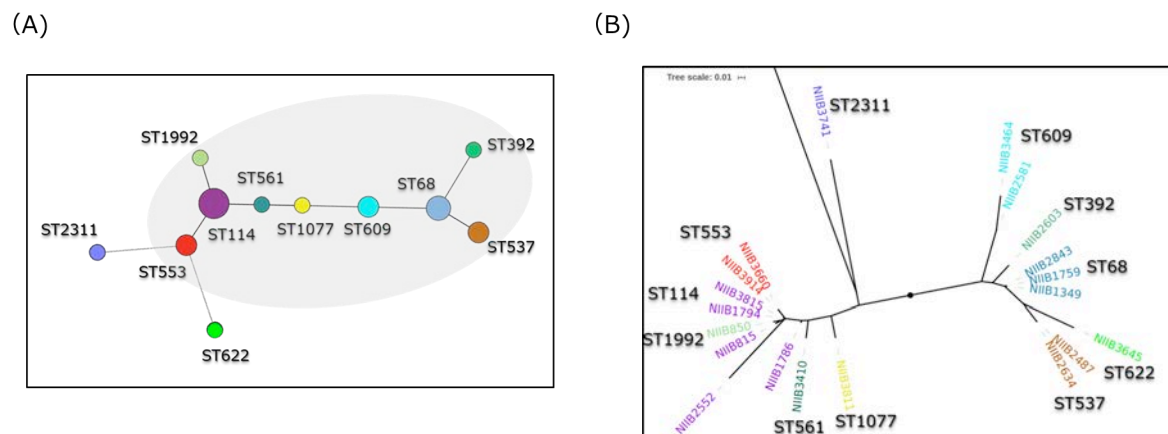 (A)
(B)
ST1992
ST392
ST561
ST68
ST2311
ST114
ST1077
ST609
ST537
ST553
ST622
Tree scale: 0.01
NIIB3741
ST2311
NIIB3464
NIIB2581
ST609
NIIB2603
ST392
NIIB2843
NIIB1759
NIIB1349
ST68
ST553
NIIB3660
NIIB3914
ST114
NIIB3815
NIIB1794
ST1992
NIIB850
NIIB815
NIIB2552
NIIB1786
NIIB3410
ST561
NIIB3811
ST1077
NIIB3645
ST622
NIIB2487
NIIB2634
ST537